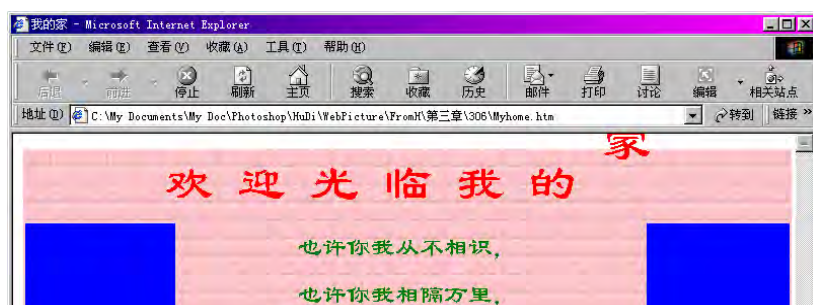 我的家 - Microsoft Internet Explorer
文件(F) 编辑(E) 查看(V) 收藏(A) 工具(T) 帮助(H)
后退 前进 停止 刷新 主页 搜索 收藏 历史 邮件 打印 讨论 编辑 相关站点
地址(D) C:\My Documents\My Doc\Photoshop\HuDi\WebPicture\FromH\第三章\306\Myhome.htm 转到 链接 »
家
欢迎光临我的
也许你我从不相识,
也许你我相隔万里,